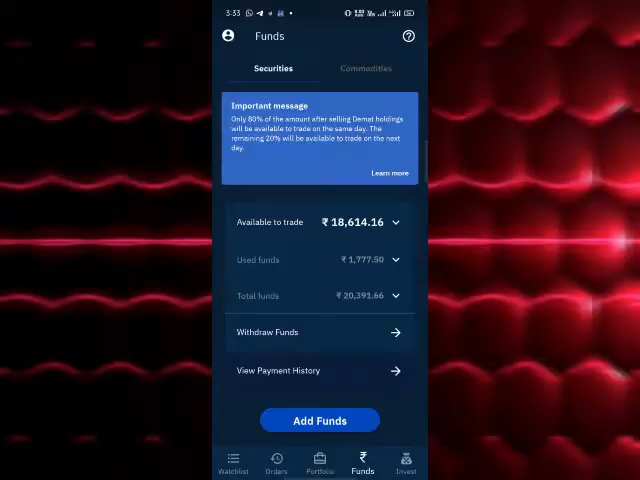 3:33
Funds
Securities
Commodities
Important message
Only 80% of the amount after selling Demat holdings
will be available to trade on the same day. The
remaining 20% will be available to trade on the next
day.
Learn more
Available to trade ₹ 18,614.16
Used funds ₹ 1,777.50
Total funds ₹ 20,391.66
Withdraw Funds
View Payment History
Add Funds
Watchlist Orders Portfolio Funds Invest